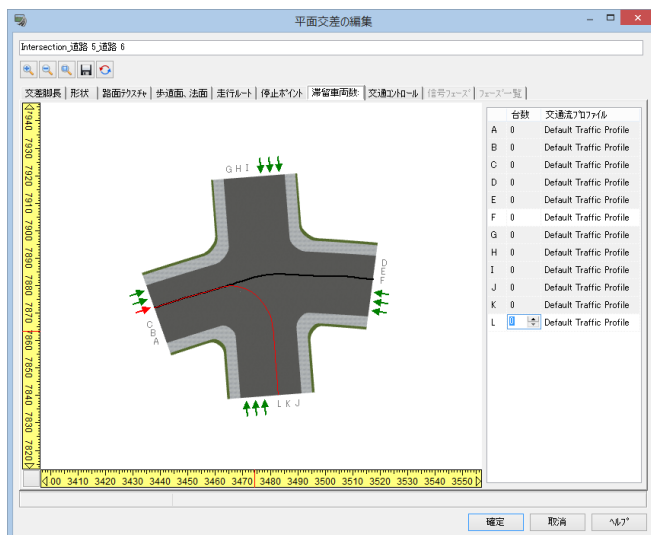 平面交差の編集
Intersection_道路 5_道路 6
交差脚長 形状 路面テクスチャ 歩道面、法面 走行ルート 停止ポイント 滞留車両数: 交通コントロール 信号フェーズ フェーズ一覧
7940
7930
7920
7910
7900
7890
7880
7870
7860
7850
7840
7830
7820
G H I
D
E
F
C
B
A
L K J
00 3410 3420 3430 3440 3450 3460 3470 3480 3490 3500 3510 3520 3530 3540 3550
台数 交通流プロファイル
A 0 Default Traffic Profile
B 0 Default Traffic Profile
C 0 Default Traffic Profile
D 0 Default Traffic Profile
E 0 Default Traffic Profile
F 0 Default Traffic Profile
G 0 Default Traffic Profile
H 0 Default Traffic Profile
I 0 Default Traffic Profile
J 0 Default Traffic Profile
K 0 Default Traffic Profile
L 0 Default Traffic Profile
確定 取消 ヘルプ